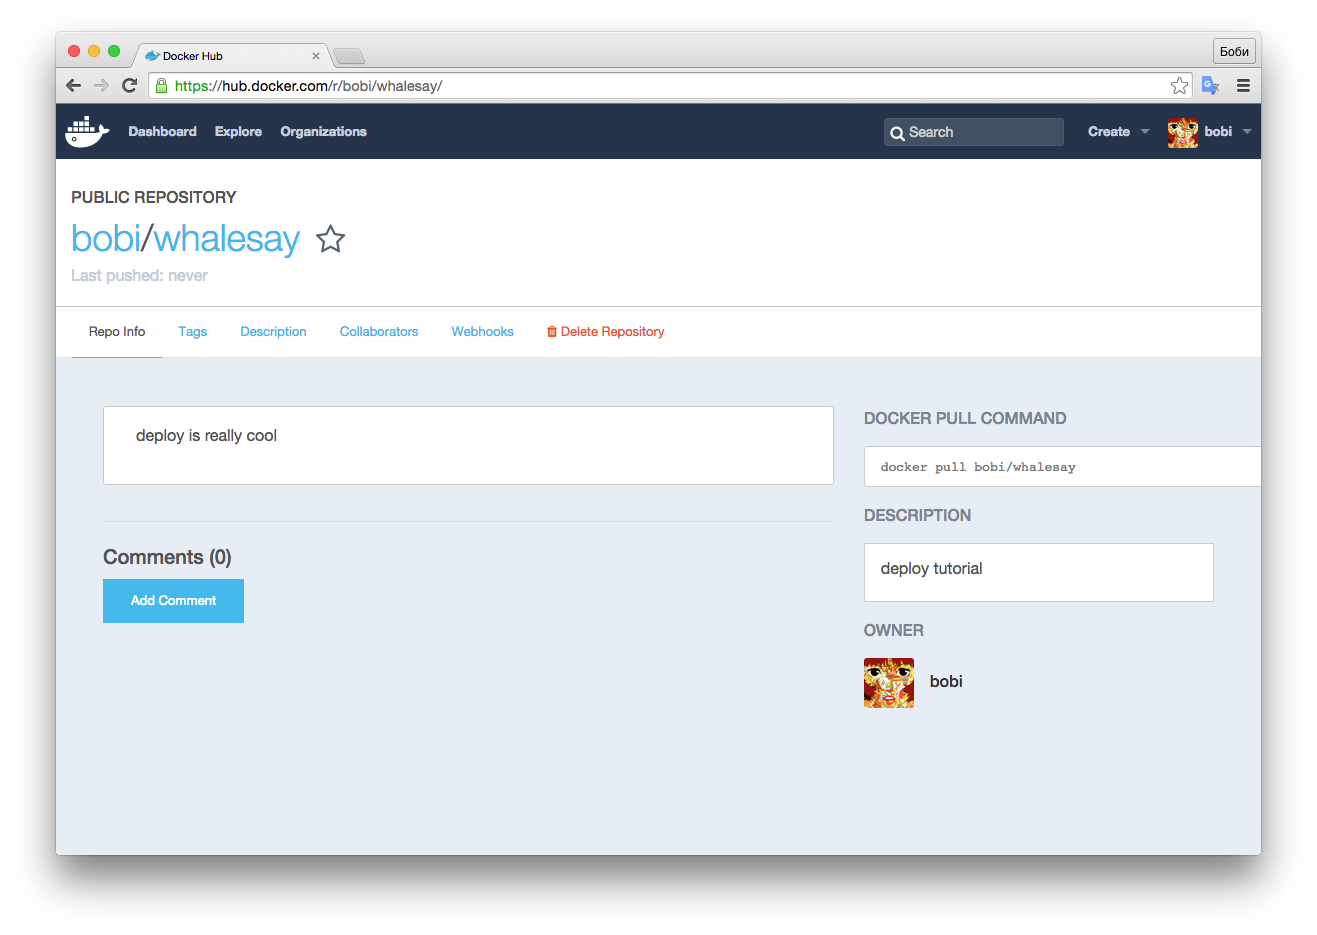 Docker Hub
Боби
https://hub.docker.com/r/bobi/whalesay/
Dashboard Explore Organizations Search Create bobi
PUBLIC REPOSITORY
bobi/whalesay
Last pushed: never
Repo Info Tags Description Collaborators Webhooks Delete Repository
deploy is really cool
Comments (0)
Add Comment
DOCKER PULL COMMAND
docker pull bobi/whalesay
DESCRIPTION
deploy tutorial
OWNER
bobi